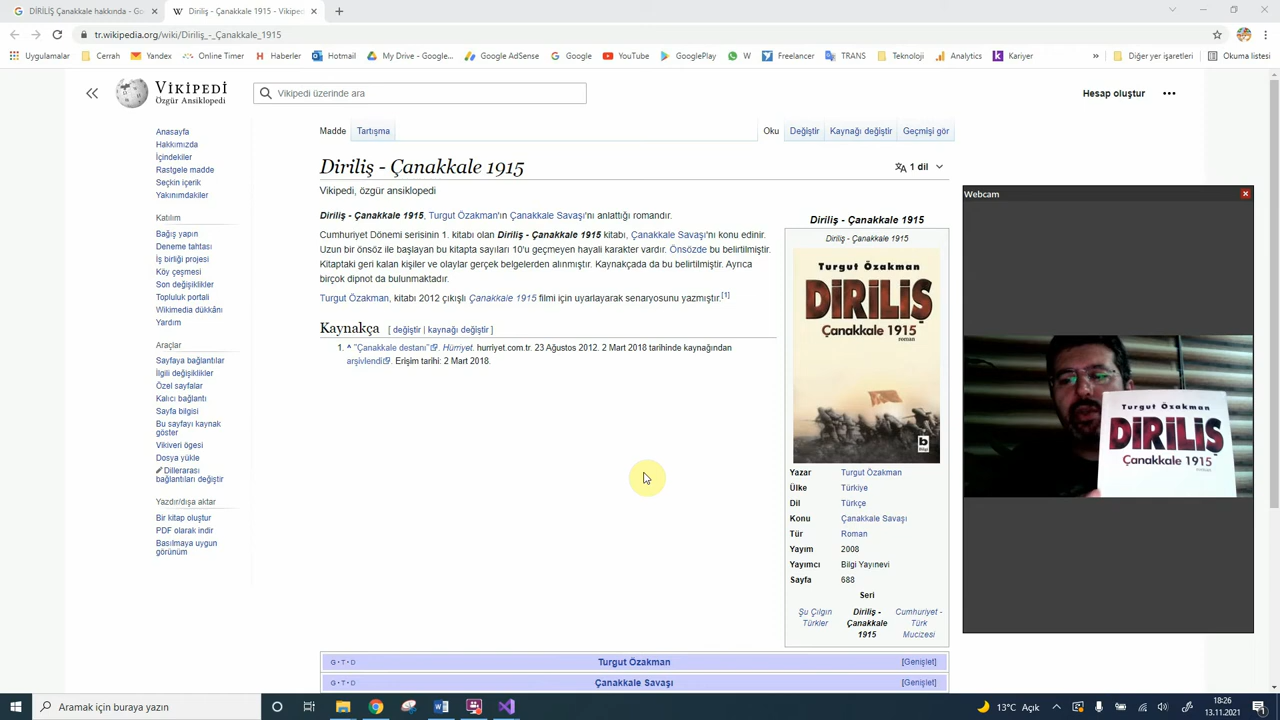 DİRİLİŞ Çanakkale hakkında - Go
Diriliş - Çanakkale 1915 - Vikiped
tr.wikipedia.org/wiki/Diriliş_-_Çanakkale_1915
Uygulamalar
Cerrah
Yandex
Online Timer
Haberler
Hotmail
My Drive - Google...
Google AdSense
Google
YouTube
GooglePlay
W
Freelancer
TRANS
Teknoloji
Analytics
Kariyer
»
Diğer yer işaretleri
Okuma listesi
VİKİPEDİ
Özgür Ansiklopedi
Vikipedi üzerinde ara
Hesap oluştur
Anasayfa
Hakkımızda
İçindekiler
Rastgele madde
Seçkin içerik
Yakınımdakiler
Katılım
Bağış yapın
Deneme tahtası
İş birliği projesi
Köy çeşmesi
Son değişiklikler
Topluluk portali
Wikimedia dükkânı
Yardım
Araçlar
Sayfaya bağlantılar
İlgili değişiklikler
Özel sayfalar
Kalıcı bağlantı
Sayfa bilgisi
Bu sayfayı kaynak
göster
Vikiveri ögesi
Dosya yükle
Dillerarası
bağlantıları değiştir
Yazdır/dışa aktar
Bir kitap oluştur
PDF olarak indir
Basılmaya uygun
görünüm
Madde
Tartışma
Oku
Değiştir
Kaynağı değiştir
Geçmişi gör
Diriliş - Çanakkale 1915
1 dil
Vikipedi, özgür ansiklopedi
Diriliş - Çanakkale 1915, Turgut Özakman'ın Çanakkale Savaşı'nı anlattığı romanıdır.
Cumhuriyet Dönemi serisinin 1. kitabı olan Diriliş - Çanakkale 1915 kitabı, Çanakkale Savaşı'nı konu edinir.
Uzun bir önsöz ile başlayan bu kitapta sayıları 10'u geçmeyen hayali karakter vardır. Önsözde bu belirtilmiştir.
Kitaptaki geri kalan kişiler ve olaylar gerçek belgelerden alınmıştır. Kaynakçada da bu belirtilmiştir. Ayrıca
birçok dipnot da bulunmaktadır.
Turgut Özakman, kitabı 2012 çıkışlı Çanakkale 1915 filmi için uyarlayarak senaryosunu yazmıştır.[1]
Kaynakça [ değiştir | kaynağı değiştir ]
1. ^ "Çanakkale destanı". Hürriyet. hurriyet.com.tr. 23 Ağustos 2012. 2 Mart 2018 tarihinde kaynağından
arşivlendi. Erişim tarihi: 2 Mart 2018.
Diriliş - Çanakkale 1915
Diriliş - Çanakkale 1915
Turgut Özakman
DİRİLİŞ
Çanakkale 1915
roman
b
Bilgi
Yazar Turgut Özakman
Ülke Türkiye
Dil Türkçe
Konu Çanakkale Savaşı
Tür Roman
Yayım 2008
Yayımcı Bilgi Yayınevi
Sayfa 688
Seri
Şu Çılgın
Türkler
Diriliş -
Çanakkale
1915
Cumhuriyet -
Türk
Mucizesi
G · T · D Turgut Özakman [Genişlet]
G · T · D Çanakkale Savaşı [Genişlet]
Webcam
Turgut Özakman
DİRİLİŞ
Çanakkale 1915
Aramak için buraya yazın
13°C Açık
18:26
13.11.2021
1